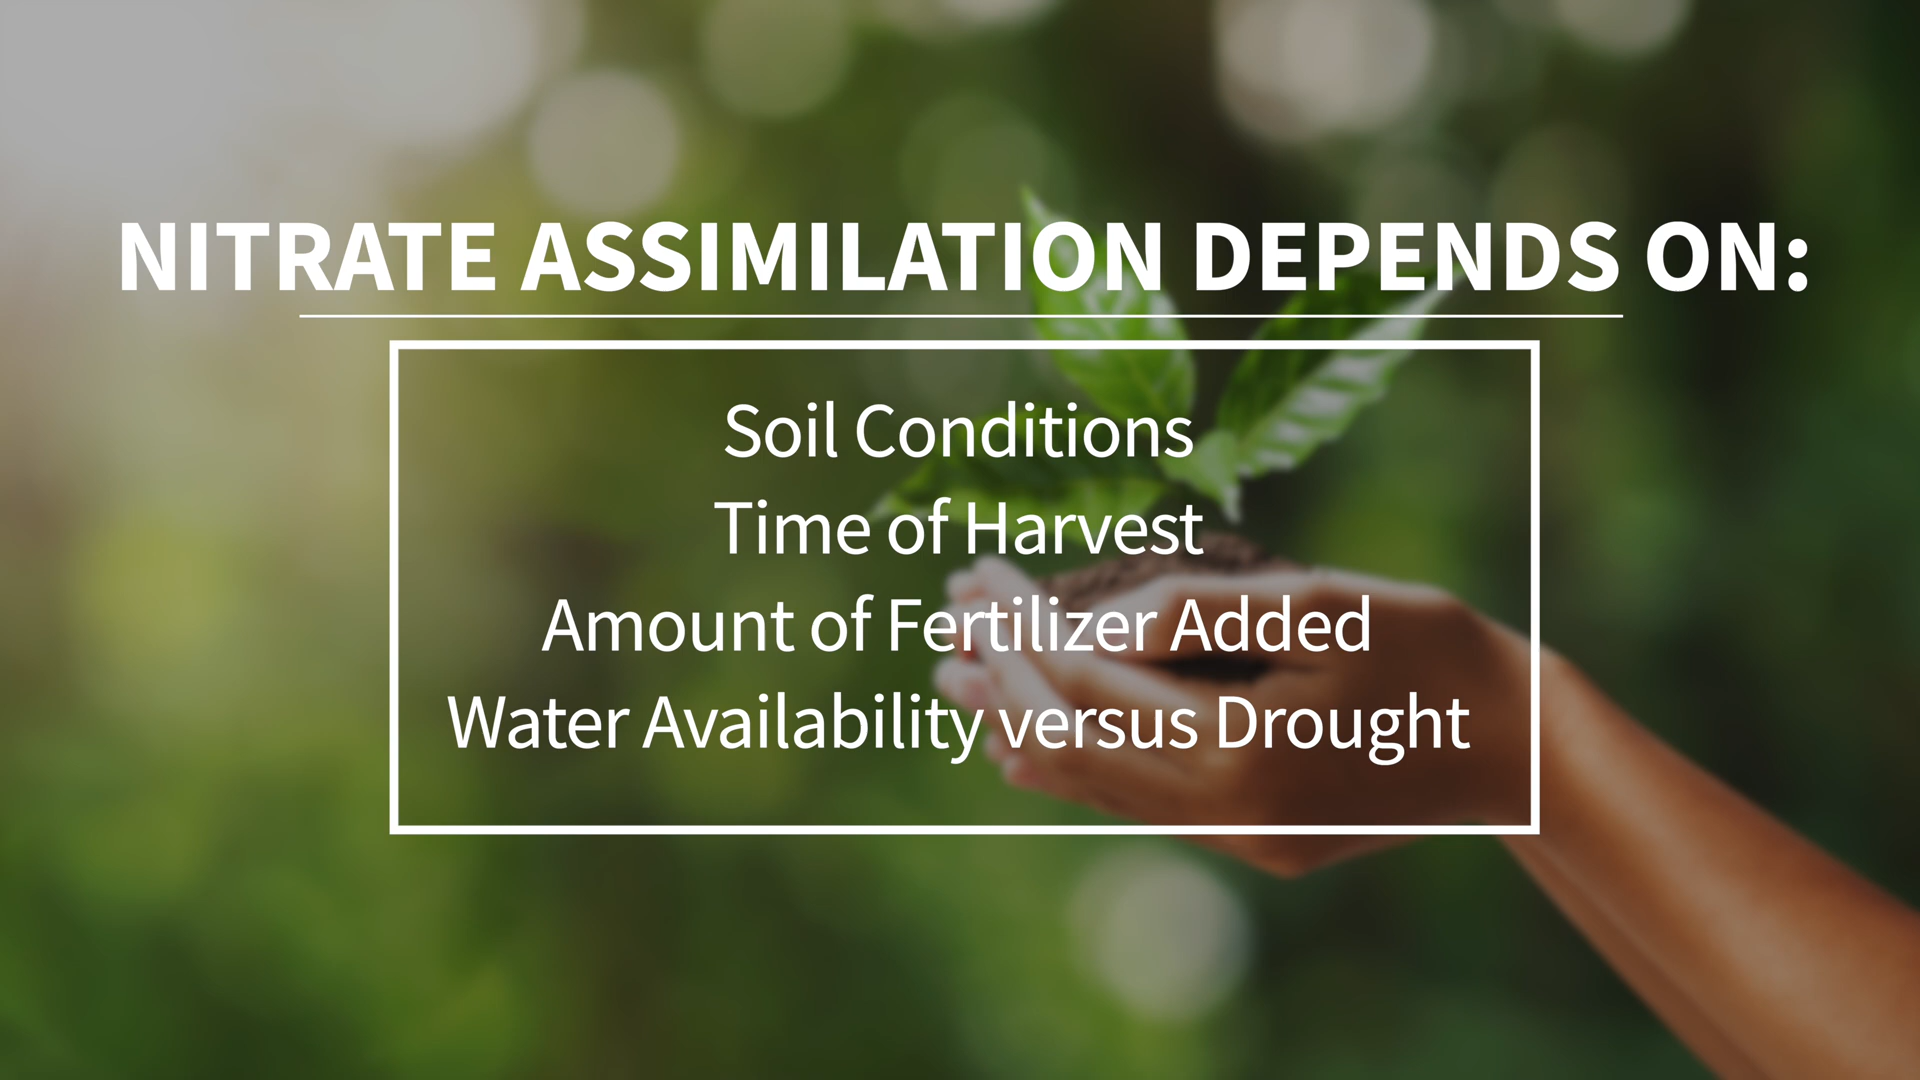 NITRATE ASSIMILATION DEPENDS ON:
Soil Conditions
Time of Harvest
Amount of Fertilizer Added
Water Availability versus Drought